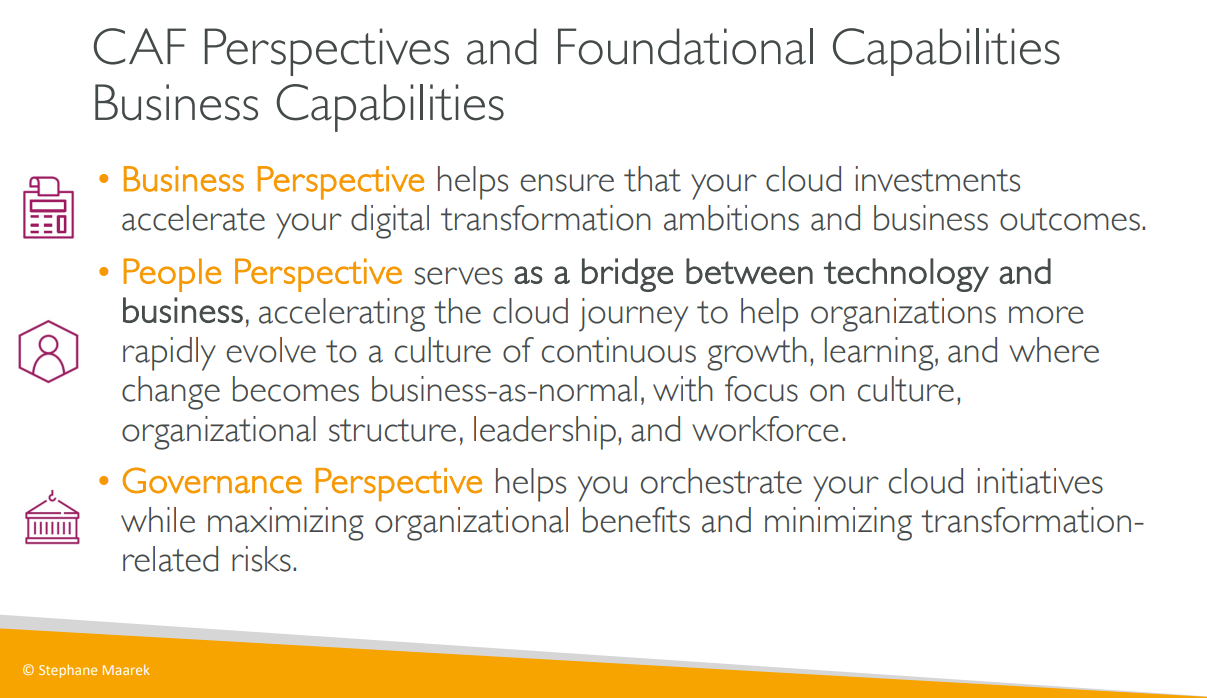 CAF Perspectives and Foundational Capabilities
Business Capabilities
• Business Perspective helps ensure that your cloud investments
accelerate your digital transformation ambitions and business outcomes.
• People Perspective serves as a bridge between technology and
business, accelerating the cloud journey to help organizations more
rapidly evolve to a culture of continuous growth, learning, and where
change becomes business-as-normal, with focus on culture,
organizational structure, leadership, and workforce.
• Governance Perspective helps you orchestrate your cloud initiatives
while maximizing organizational benefits and minimizing transformation-
related risks.
© Stephane Maarek